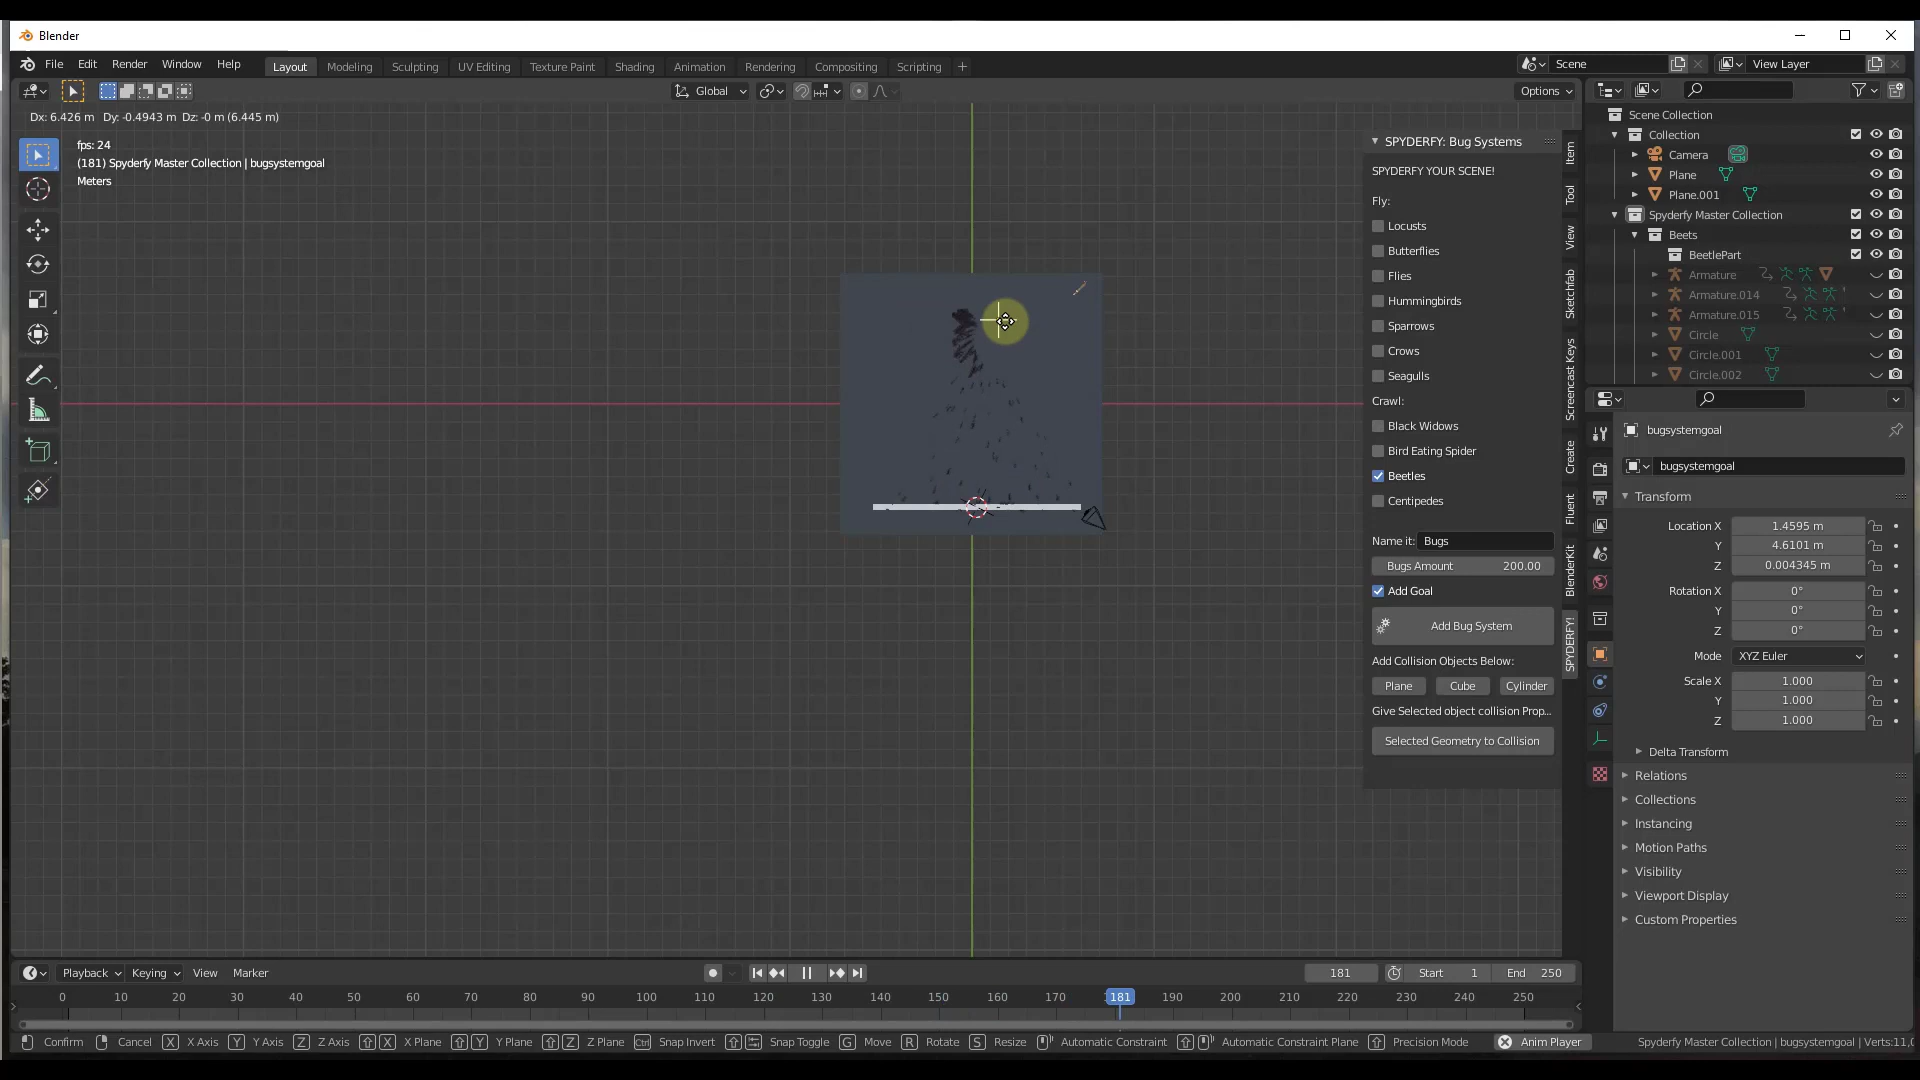 Blender
File Edit Render Window Help
Layout Modeling Sculpting UV Editing Texture Paint Shading Animation Rendering Compositing Scripting +
Scene
View Layer
Global
Options
Dx: 6.426 m Dy: -0.4943 m Dz: -0 m (6.445 m)
fps: 24
(181) Spyderfy Master Collection | bugsystemgoal
Meters
SPYDERFY: Bug Systems
SPYDERFY YOUR SCENE!
Fly:
Locusts
Butterflies
Flies
Hummingbirds
Sparrows
Crows
Seagulls
Crawl:
Black Widows
Bird Eating Spider
Beetles
Centipedes
Name it: Bugs
Bugs Amount 200.00
Add Goal
Add Bug System
Add Collision Objects Below:
Plane Cube Cylinder
Give Selected object collision Prop...
Selected Geometry to Collision
Item
Tool
View
Sketchfab
Screencast Keys
Create
Fluent
BlenderKit
SPYDERFY!
Scene Collection
Collection
Camera
Plane
Plane.001
Spyderfy Master Collection
Beets
BeetlePart
Armature
Armature.014
Armature.015
Circle
Circle.001
Circle.002
bugsystemgoal
bugsystemgoal
Transform
Location X 1.4595 m
Y 4.6101 m
Z 0.004345 m
Rotation X 0°
Y 0°
Z 0°
Mode XYZ Euler
Scale X 1.000
Y 1.000
Z 1.000
Delta Transform
Relations
Collections
Instancing
Motion Paths
Visibility
Viewport Display
Custom Properties
Playback Keying View Marker
181 Start 1 End 250
0 10 20 30 40 50 60 70 80 90 100 110 120 130 140 150 160 170 181 190 200 210 220 230 240 250
Confirm Cancel X X Axis Y Y Axis Z Z Axis X X Plane Y Y Plane Z Z Plane Ctrl Snap Invert Snap Toggle G Move R Rotate S Resize Automatic Constraint Automatic Constraint Plane Precision Mode Anim Player Spyderfy Master Collection | bugsystemgoal | Verts:11,0